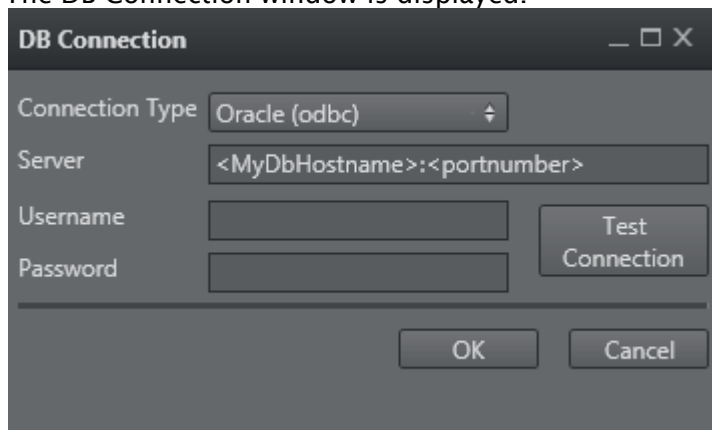 The DB Connection window is displayed.
DB Connection
Connection Type Oracle (odbc)
Server <MyDbHostname>:<portnumber>
Username
Test
Connection
Password
OK Cancel